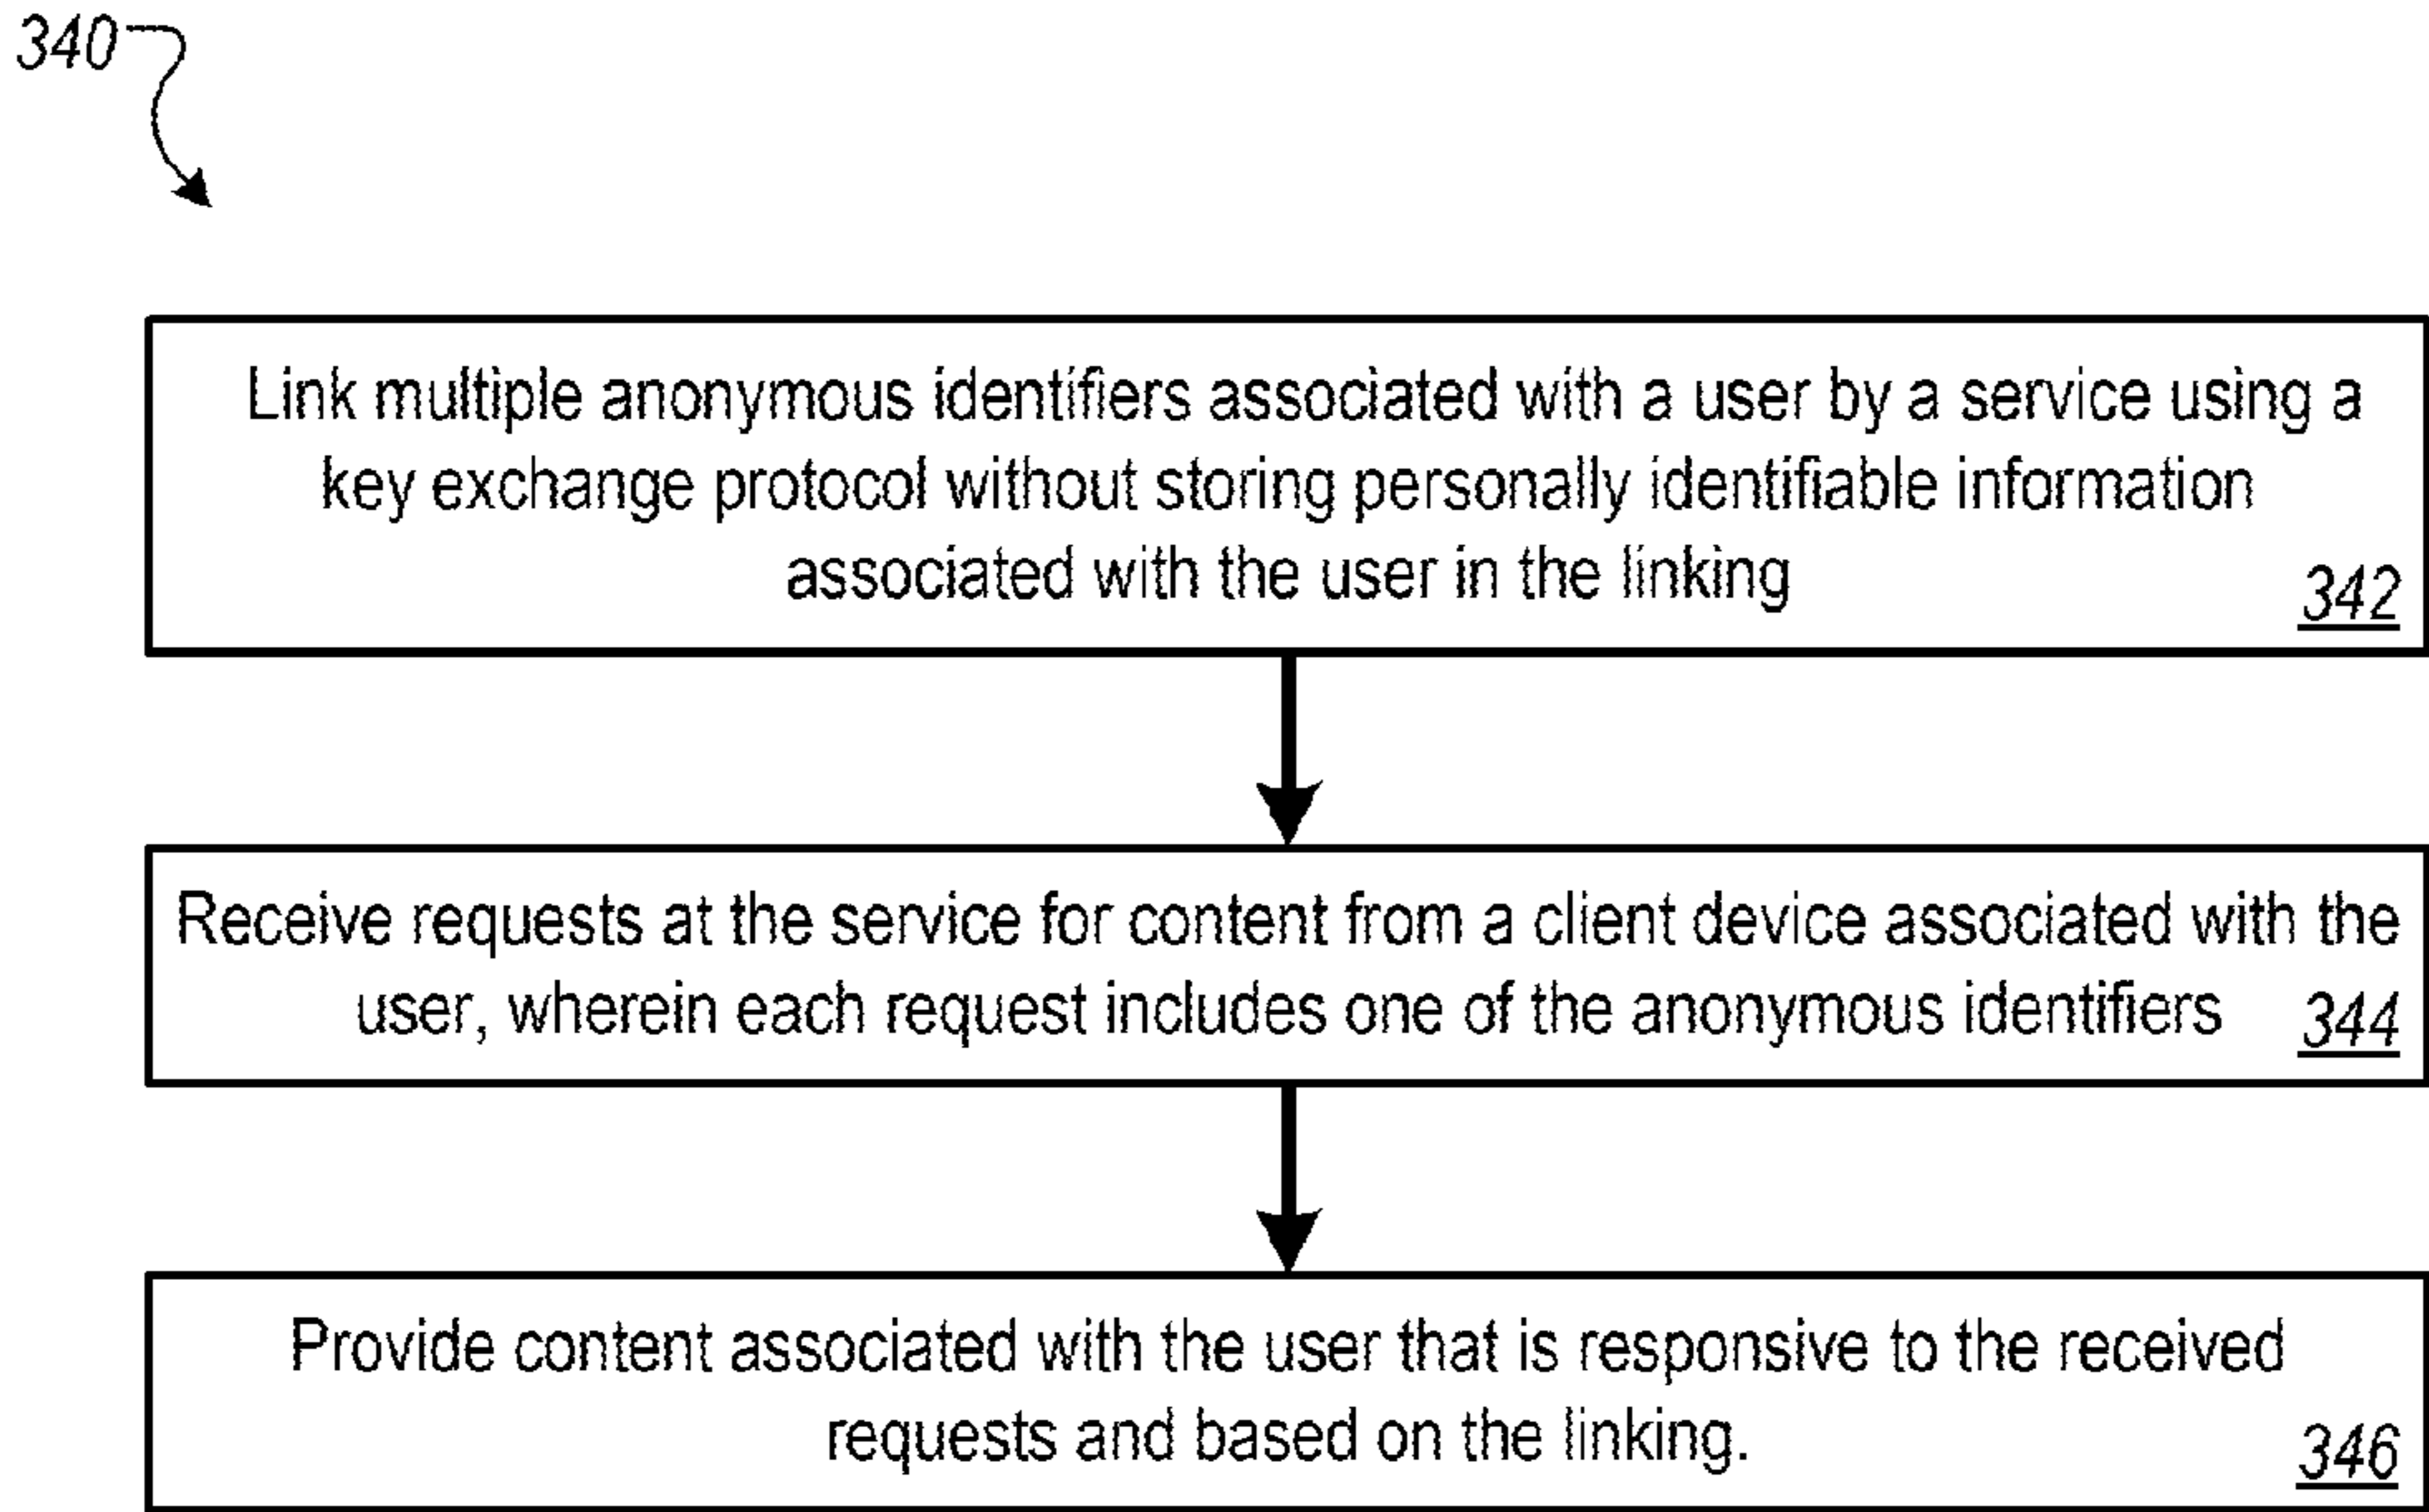 340
Link multiple anonymous identifiers associated with a user by a service using a
key exchange protocol without storing personally identifiable information
associated with the user in the linking
342
Receive requests at the service for content from a client device associated with the
user, wherein each request includes one of the anonymous identifiers
344
Provide content associated with the user that is responsive to the received
requests and based on the linking.
346